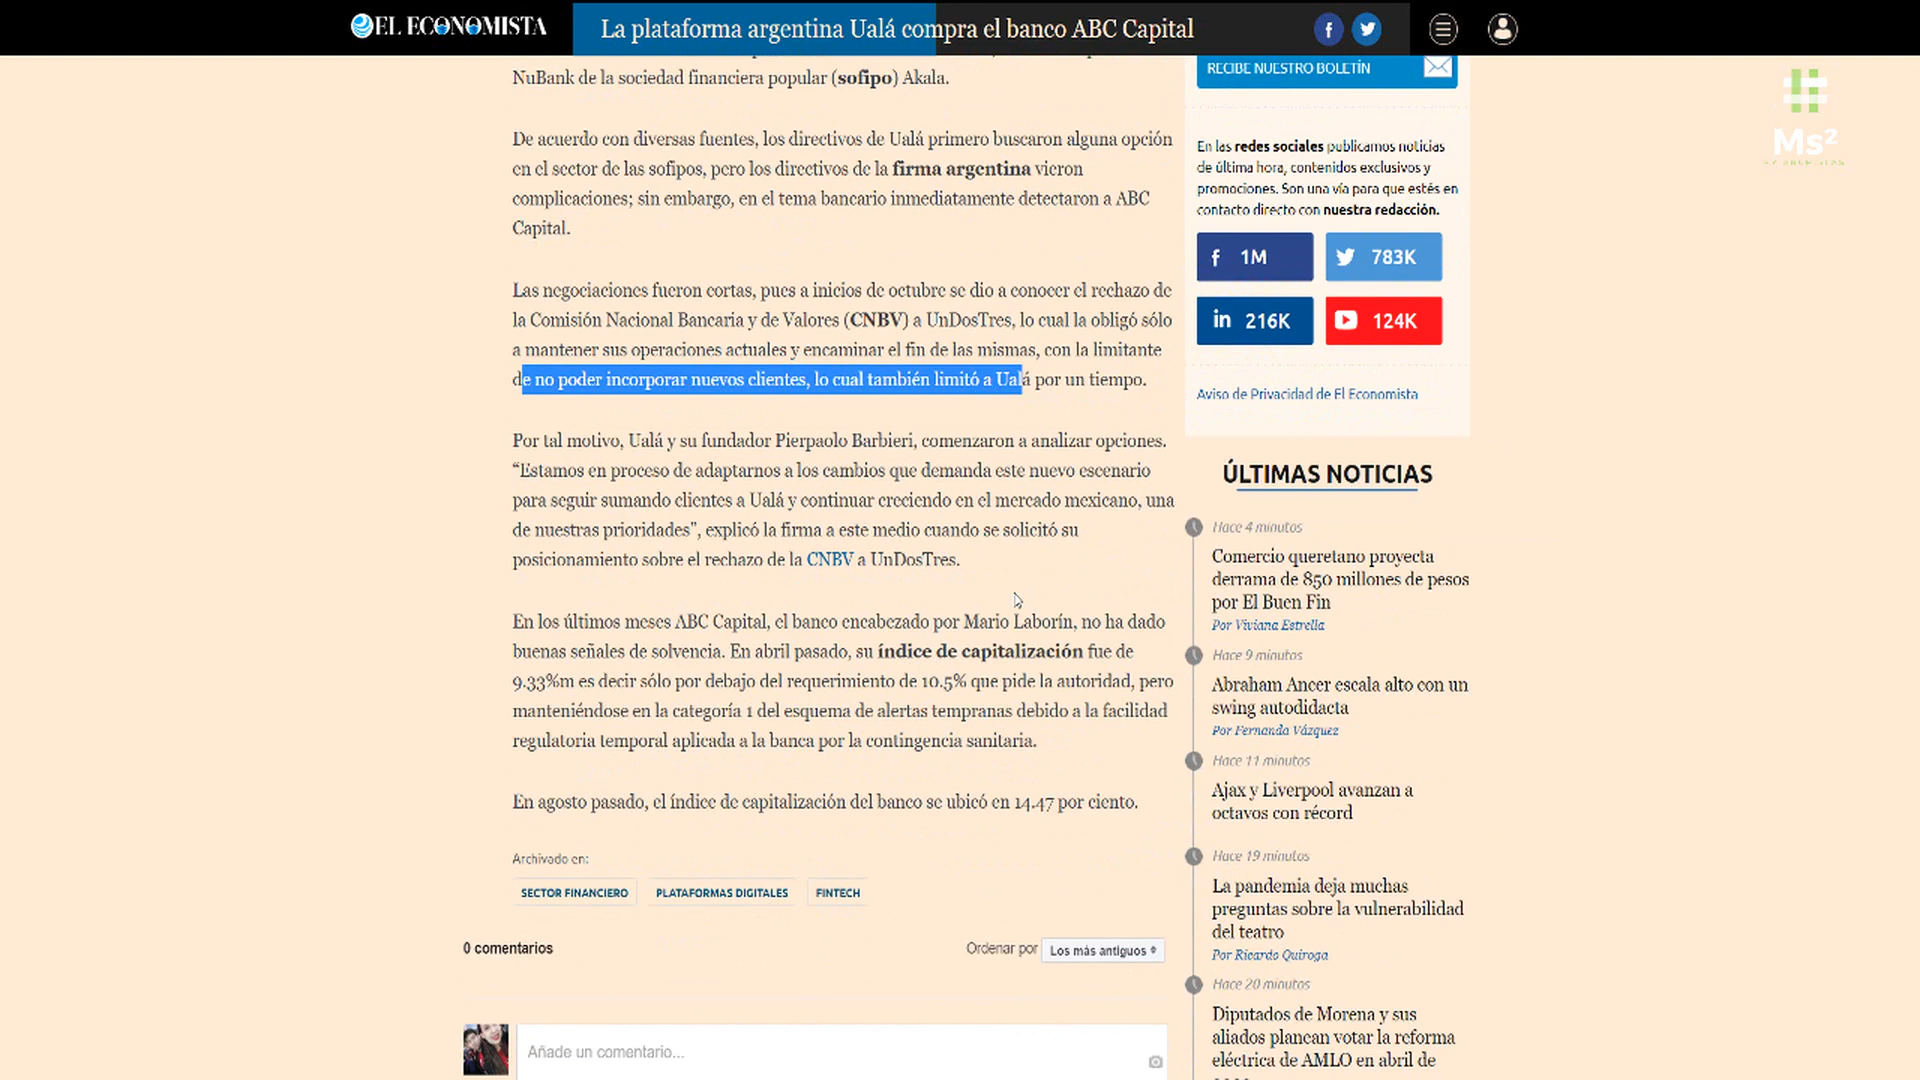 EL ECONOMISTA
La plataforma argentina Ualá compra el banco ABC Capital
NuBank de la sociedad financiera popular (sofipo) Akala.
De acuerdo con diversas fuentes, los directivos de Ualá primero buscaron alguna opción
en el sector de las sofipos, pero los directivos de la firma argentina vieron
complicaciones; sin embargo, en el tema bancario inmediatamente detectaron a ABC
Capital.
Las negociaciones fueron cortas, pues a inicios de octubre se dio a conocer el rechazo de
la Comisión Nacional Bancaria y de Valores (CNBV) a UnDosTres, lo cual la obligó sólo
a mantener sus operaciones actuales y encaminar el fin de las mismas, con la limitante
de no poder incorporar nuevos clientes, lo cual también limitó a Ualá por un tiempo.
Por tal motivo, Ualá y su fundador Pierpaolo Barbieri, comenzaron a analizar opciones.
“Estamos en proceso de adaptarnos a los cambios que demanda este nuevo escenario
para seguir sumando clientes a Ualá y continuar creciendo en el mercado mexicano, una
de nuestras prioridades”, explicó la firma a este medio cuando se solicitó su
posicionamiento sobre el rechazo de la CNBV a UnDosTres.
En los últimos meses ABC Capital, el banco encabezado por Mario Laborín, no ha dado
buenas señales de solvencia. En abril pasado, su índice de capitalización fue de
9.33%m es decir sólo por debajo del requerimiento de 10.5% que pide la autoridad, pero
manteniéndose en la categoría 1 del esquema de alertas tempranas debido a la facilidad
regulatoria temporal aplicada a la banca por la contingencia sanitaria.
En agosto pasado, el índice de capitalización del banco se ubicó en 14.47 por ciento.
Archivado en:
SECTOR FINANCIERO PLATAFORMAS DIGITALES FINTECH
0 comentarios
Ordenar por Los más antiguos
Añade un comentario...
RECIBE NUESTRO BOLETÍN
En las redes sociales publicamos noticias
de última hora, contenidos exclusivos y
promociones. Son una vía para que estés en
contacto directo con nuestra redacción.
1M
783K
216K
124K
Aviso de Privacidad de El Economista
ÚLTIMAS NOTICIAS
Hace 4 minutos
Comercio queretano proyecta
derrama de 850 millones de pesos
por El Buen Fin
Por Viviana Estrella
Hace 9 minutos
Abraham Ancer escala alto con un
swing autodidacta
Por Fernanda Vázquez
Hace 11 minutos
Ajax y Liverpool avanzan a
octavos con récord
Hace 19 minutos
La pandemia deja muchas
preguntas sobre la vulnerabilidad
del teatro
Por Ricardo Quiroga
Hace 20 minutos
Diputados de Morena y sus
aliados plancan votar la reforma
eléctrica de AMLO en abril de
Ms²